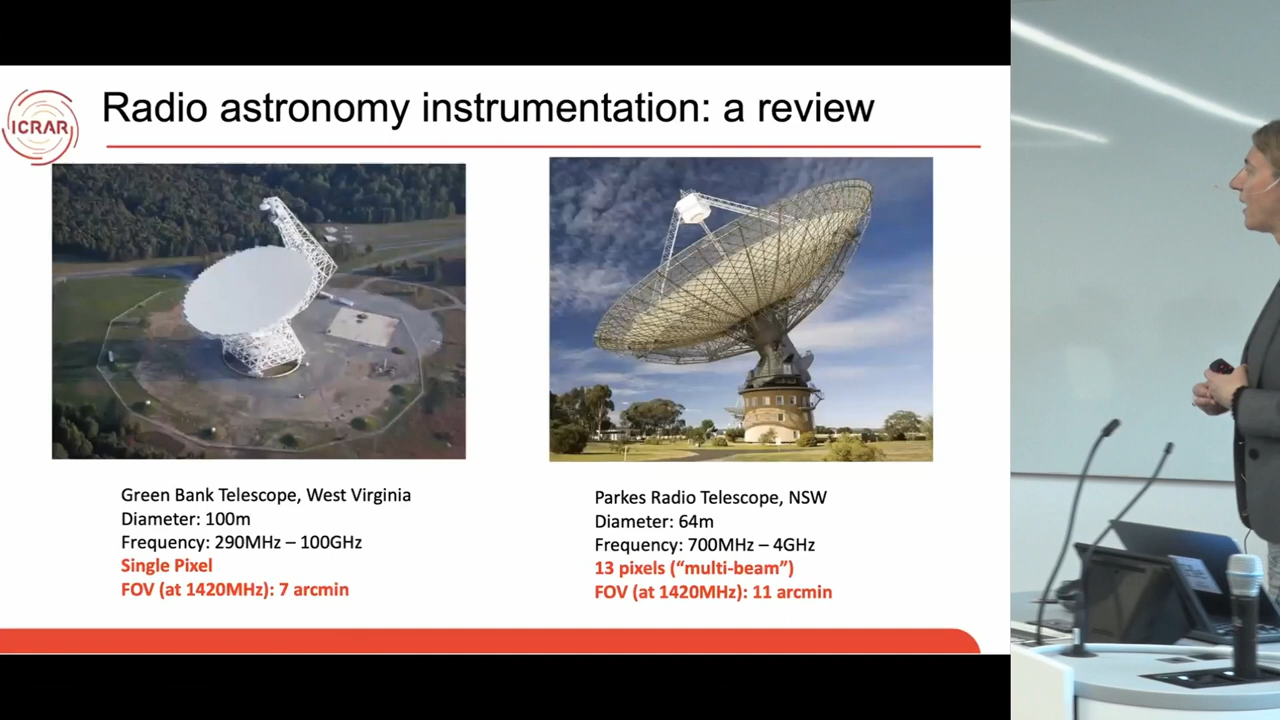 Radio astronomy instrumentation: a review
ICRAR
Green Bank Telescope, West Virginia
Diameter: 100m
Frequency: 290MHz – 100GHz
Single Pixel
FOV (at 1420MHz): 7 arcmin
Parkes Radio Telescope, NSW
Diameter: 64m
Frequency: 700MHz – 4GHz
13 pixels (“multi-beam”)
FOV (at 1420MHz): 11 arcmin